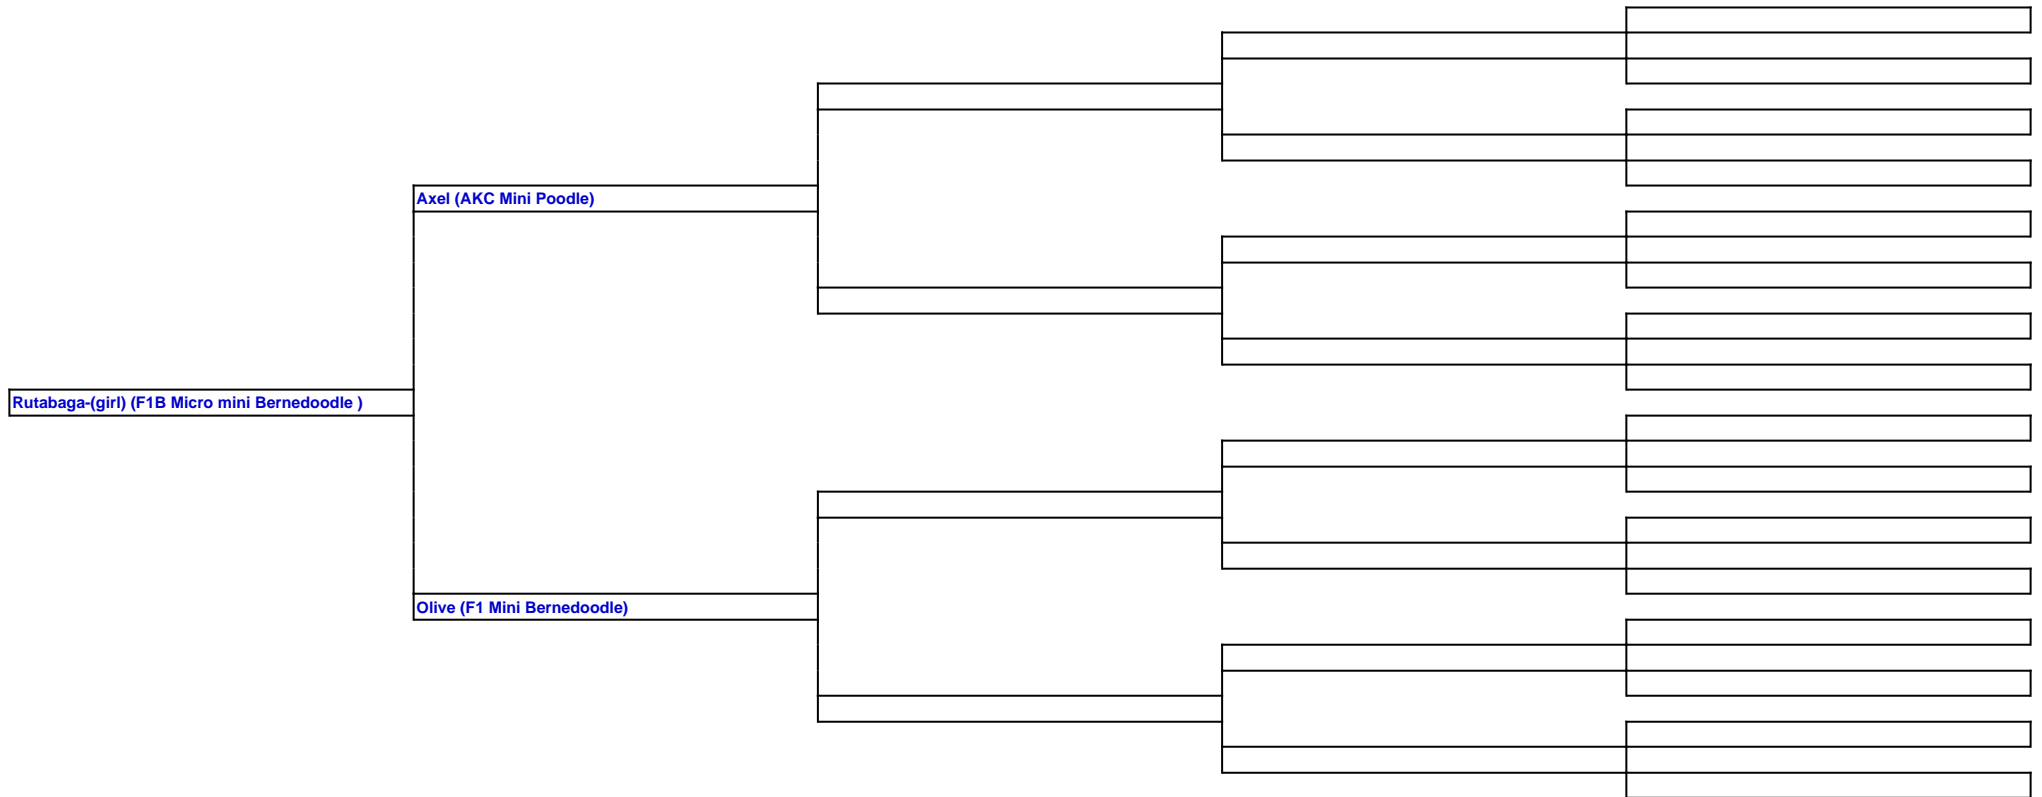 Axel (AKC Mini Poodle)
Rutabaga-(girl) (F1B Micro mini Bernedoodle )
Olive (F1 Mini Bernedoodle)